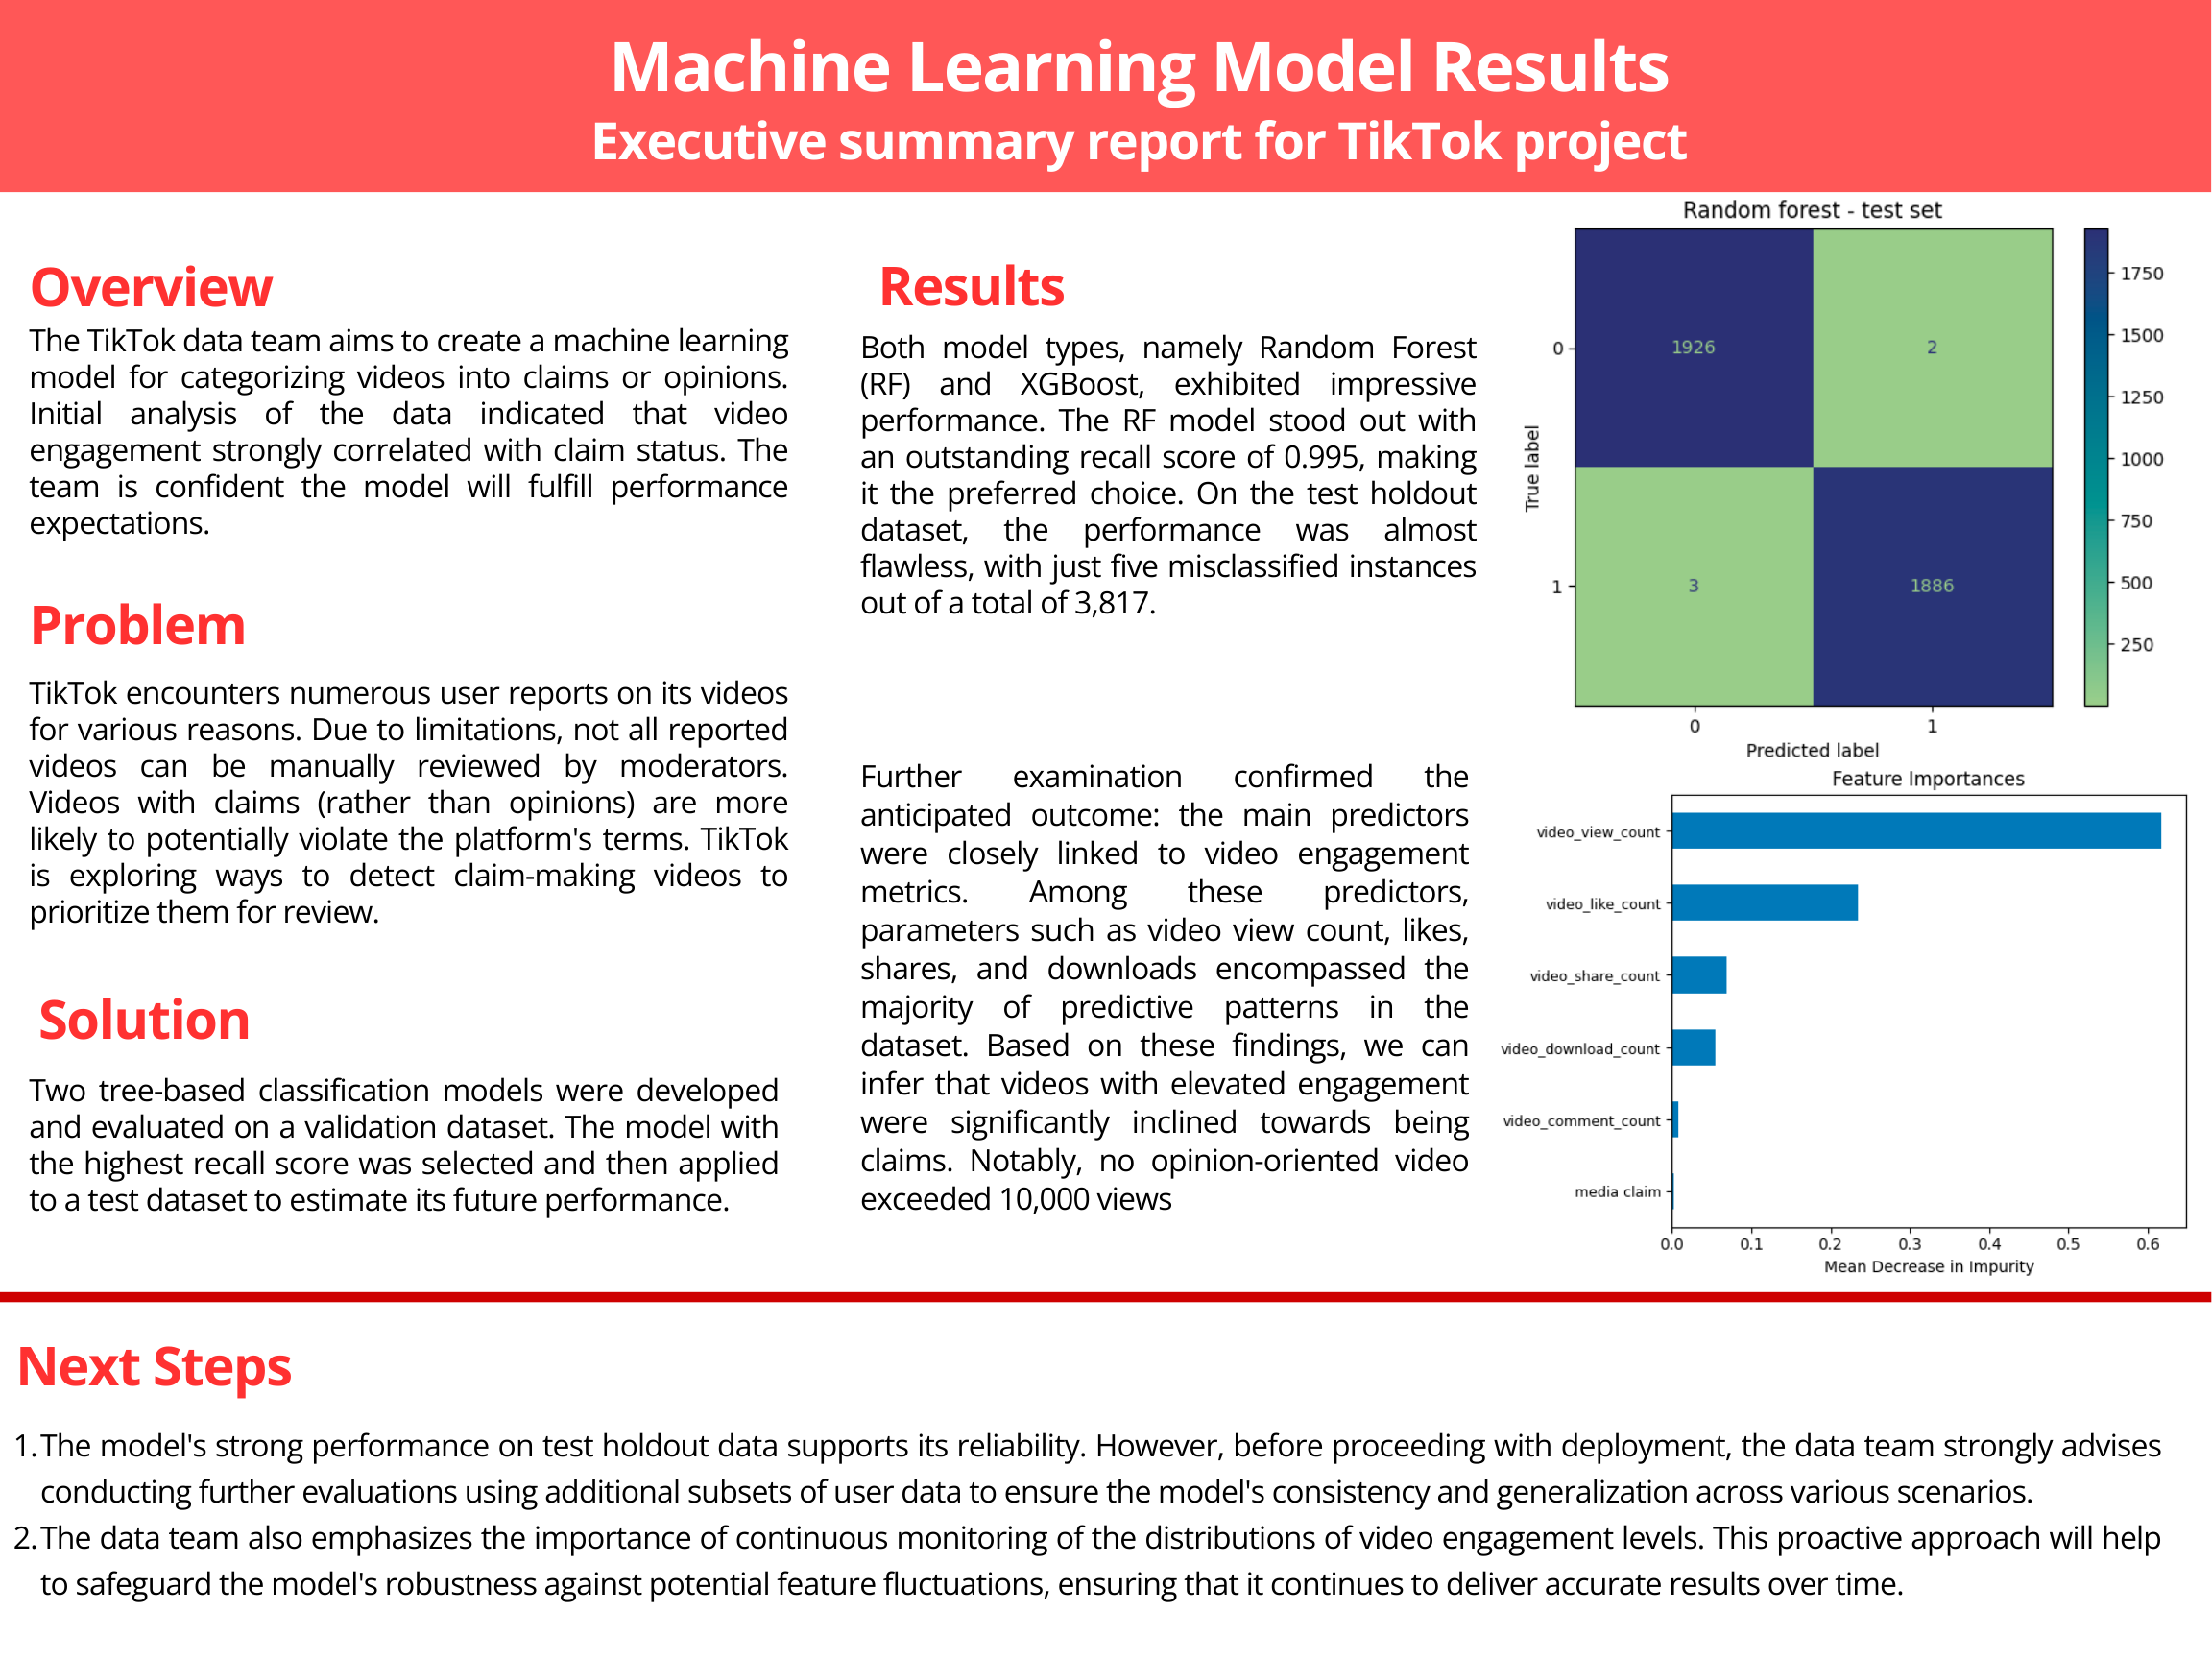 Machine Learning Model Results
Executive summary report for TikTok project
Overview
The TikTok data team aims to create a machine learning
model for categorizing videos into claims or opinions.
Initial analysis of the data indicated that video
engagement strongly correlated with claim status. The
team is confident the model will fulfill performance
expectations.
Problem
TikTok encounters numerous user reports on its videos
for various reasons. Due to limitations, not all reported
videos can be manually reviewed by moderators.
Videos with claims (rather than opinions) are more
likely to potentially violate the platform's terms. TikTok
is exploring ways to detect claim-making videos to
prioritize them for review.
Solution
Two tree-based classification models were developed
and evaluated on a validation dataset. The model with
the highest recall score was selected and then applied
to a test dataset to estimate its future performance.
Results
Both model types, namely Random Forest
(RF) and XGBoost, exhibited impressive
performance. The RF model stood out with
an outstanding recall score of 0.995, making
it the preferred choice. On the test holdout
dataset, the performance was almost
flawless, with just five misclassified instances
out of a total of 3,817.
Further examination confirmed the
anticipated outcome: the main predictors
were closely linked to video engagement
metrics. Among these predictors,
parameters such as video view count, likes,
shares, and downloads encompassed the
majority of predictive patterns in the
dataset. Based on these findings, we can
infer that videos with elevated engagement
were significantly inclined towards being
claims. Notably, no opinion-oriented video
exceeded 10,000 views
Random forest - test set
True label
0
1926
2
1
3
1886
0
1
Predicted label
1750
1500
1250
1000
750
500
250
Feature Importances
video_view_count
video_like_count
video_share_count
video_download_count
video_comment_count
media claim
0.0 0.1 0.2 0.3 0.4 0.5 0.6
Mean Decrease in Impurity
Next Steps
1. The model's strong performance on test holdout data supports its reliability. However, before proceeding with deployment, the data team strongly advises
conducting further evaluations using additional subsets of user data to ensure the model's consistency and generalization across various scenarios.
2. The data team also emphasizes the importance of continuous monitoring of the distributions of video engagement levels. This proactive approach will help
to safeguard the model's robustness against potential feature fluctuations, ensuring that it continues to deliver accurate results over time.